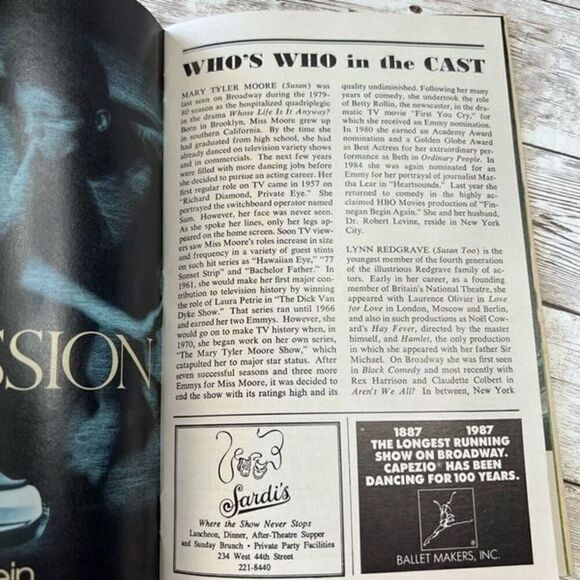 SSION
ein
WHO'S WHO in the CAST
MARY TYLER MOORE (Susan) was
last seen on Broadway during the 1979-
80 season as the hospitalized quadriplegic
in the drama Whose Life Is It Anyway?
Born in Brooklyn, Miss Moore grew up
in southern California. By the time she
had graduated from high school, she had
already danced on television variety shows
and in commercials. The next few years
were filled with more dancing jobs before
she decided to pursue an acting career. Her
first regular role on TV came in 1957 on
"Richard Diamond, Private Eye." She
portrayed the switchboard operator named
Sam. However, her face was never seen.
As she spoke her lines, only her legs ap-
peared on the home screen. Soon TV view-
ers saw Miss Moore's roles increase in size
and frequency in a variety of guest stints
on such hit series as "Hawaiian Eye," "77
Sunset Strip" and "Bachelor Father." In
1961, she would make her first major con-
tribution to television history by winning
the role of Laura Petrie in "The Dick Van
Dyke Show." That series ran until 1966
and earned her two Emmys. However, she
would go on to make TV history when, in
1970, she began work on her own series,
"The Mary Tyler Moore Show," which
catapulted her to major star status. After
seven successful seasons and three more
Emmys for Miss Moore, it was decided to
end the show with its ratings high and its
quality undiminished. Following her many
years of comedy, she undertook the role
of Betty Rollin, the newscaster, in the dra-
matic TV movie "First You Cry," for
which she received an Emmy nomination.
In 1980 she earned an Academy Award
nomination and a Golden Globe Award
as Best Actress for her extraordinary per-
formance as Beth in Ordinary People. In
1984 she was again nominated for an
Emmy for her portrayal of journalist Mar-
tha Lear in "Heartsounds." Last year she
returned to comedy in the highly ac-
claimed HBO Movies production of "Fin-
negan Begin Again." She and her husband,
Dr. Robert Levine, reside in New York
City.
LYNN REDGRAVE (Susan Too) is the
youngest member of the fourth generation
of the illustrious Redgrave family of ac-
tors. Early in her career, as a founding
member of Britain's National Theatre, she
appeared with Laurence Olivier in Love
for Love in London, Moscow and Berlin,
and also in such productions as Noël Cow-
ard's Hay Fever, directed by the master
himself, and Hamlet, the only production
in which she appeared with her father Sir
Michael. On Broadway she was first seen
in Black Comedy and most recently with
Rex Harrison and Claudette Colbert in
Aren't We All? In between, New York
Sardi's
Where the Show Never Stops
Luncheon, Dinner, After-Theatre Supper
and Sunday Brunch • Private Party Facilities
234 West 44th Street
221-8440
1887 1987
THE LONGEST RUNNING
SHOW ON BROADWAY.
CAPEZIO® HAS BEEN
DANCING FOR 100 YEARS.
BALLET MAKERS, INC.